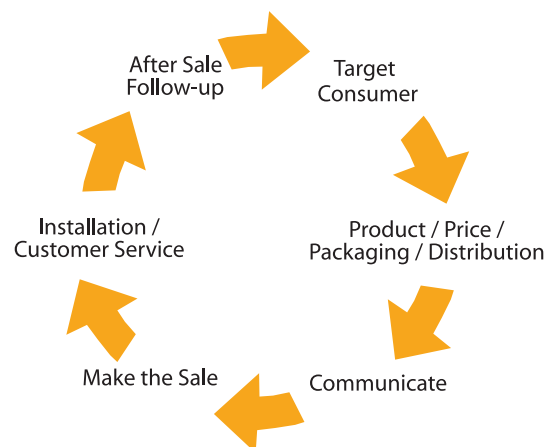 After Sale
Follow-up
Target
Consumer
Product / Price /
Packaging / Distribution
Communicate
Make the Sale
Installation /
Customer Service